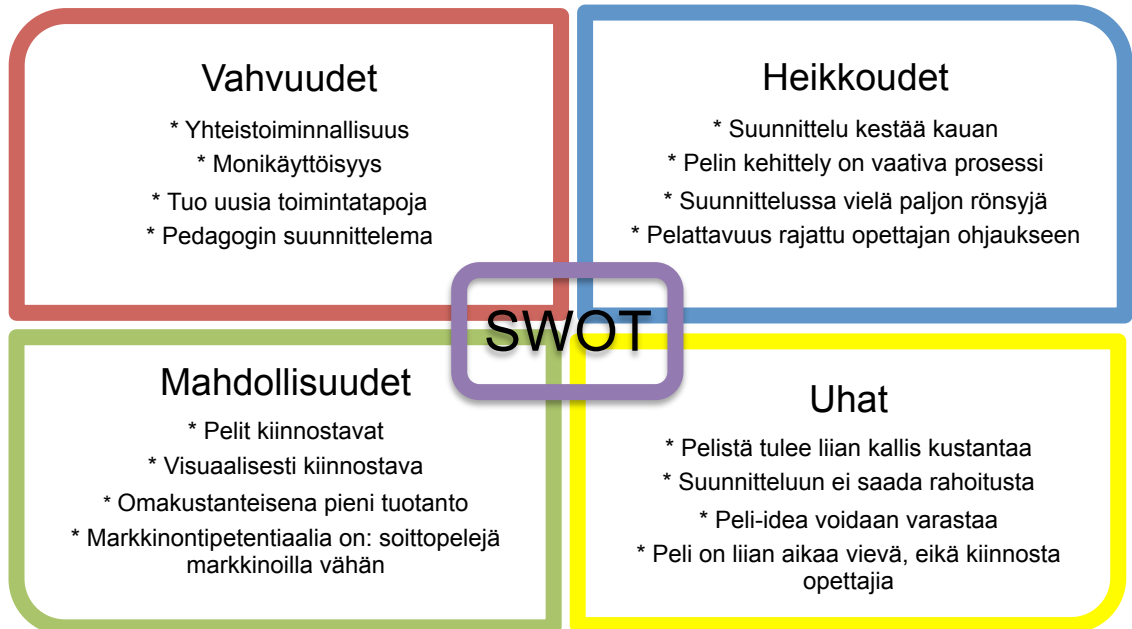 Vahvuudet
* Yhteistoiminnallisuus
* Monikäyttöisyys
* Tuo uusia toimintatapoja
* Pedagogin suunnittelema
Heikkoudet
* Suunnittelu kestää kauan
* Pelin kehittely on vaativa prosessi
* Suunnittelussa vielä paljon rönsyjä
* Pelattavuus rajattu opettajan ohjaukseen
SWOT
Mahdollisuudet
* Pelit kiinnostavat
* Visuaalisesti kiinnostava
* Omakustanteisena pieni tuotanto
* Markkinontipetentiaalia on: soittopelejä
markkinoilla vähän
Uhat
* Pelistä tulee liian kallis kustantaa
* Suunnitteluun ei saada rahoitusta
* Peli-idea voidaan varastaa
* Peli on liian aikaa vievä, eikä kiinnosta
opettajia